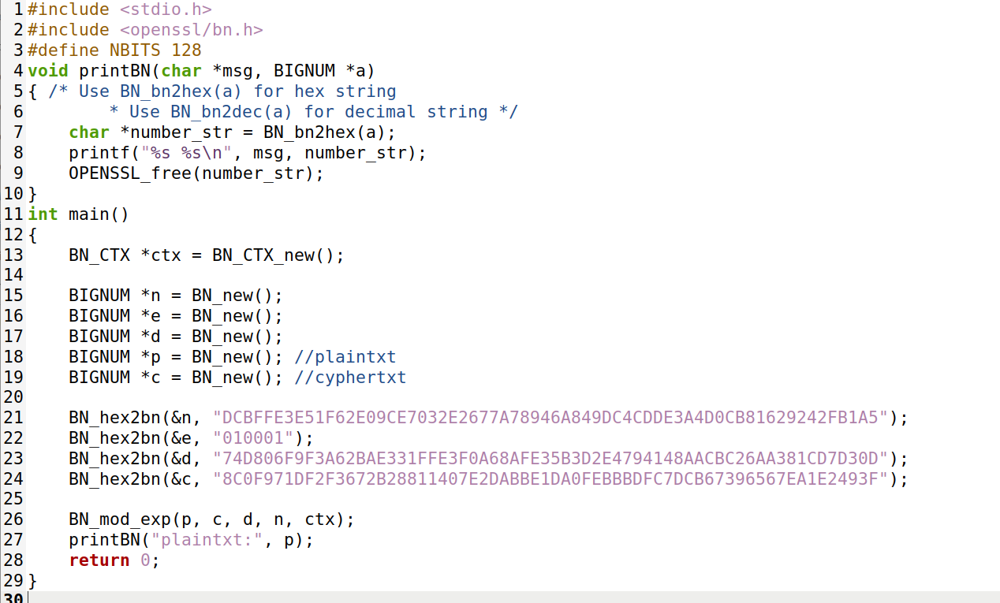 1 #include <stdio.h>
2 #include <openssl/bn.h>
3 #define NBITS 128
4 void printBN(char *msg, BIGNUM *a)
5 { /* Use BN_bn2hex(a) for hex string
6         * Use BN_bn2dec(a) for decimal string */
7     char *number_str = BN_bn2hex(a);
8     printf("%s %s\n", msg, number_str);
9     OPENSSL_free(number_str);
10 }
11 int main()
12 {
13     BN_CTX *ctx = BN_CTX_new();
14
15     BIGNUM *n = BN_new();
16     BIGNUM *e = BN_new();
17     BIGNUM *d = BN_new();
18     BIGNUM *p = BN_new(); //plaintxt
19     BIGNUM *c = BN_new(); //cyphertxt
20
21     BN_hex2bn(&n, "DCBFFE3E51F62E09CE7032E2677A78946A849DC4CDDE3A4D0CB81629242FB1A5");
22     BN_hex2bn(&e, "010001");
23     BN_hex2bn(&d, "74D806F9F3A62BAE331FFE3F0A68AFE35B3D2E4794148AACBC26AA381CD7D30D");
24     BN_hex2bn(&c, "8C0F971DF2F3672B28811407E2DABBE1DA0FEBBBDFC7DCB67396567EA1E2493F");
25
26     BN_mod_exp(p, c, d, n, ctx);
27     printBN("plaintxt:", p);
28     return 0;
29 }
30